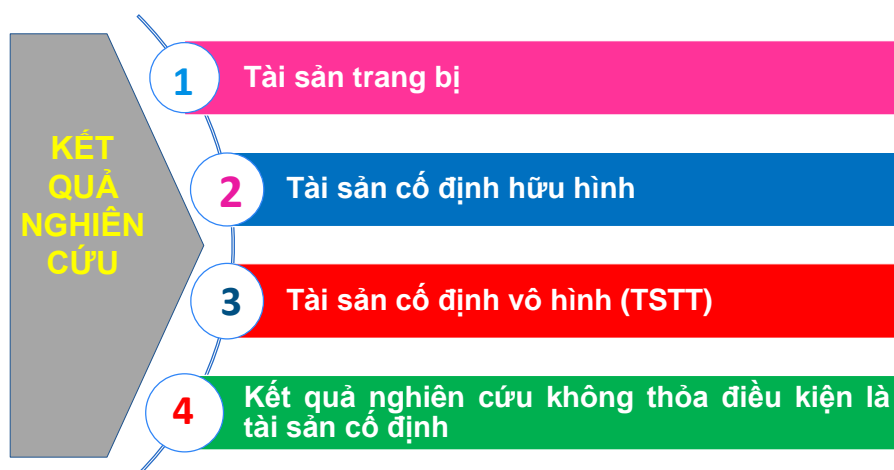 KẾT
QUẢ
NGHIÊN
CỨU
1
Tài sản trang bị
2
Tài sản cố định hữu hình
3
Tài sản cố định vô hình (TSTT)
4
Kết quả nghiên cứu không thỏa điều kiện là
tài sản cố định